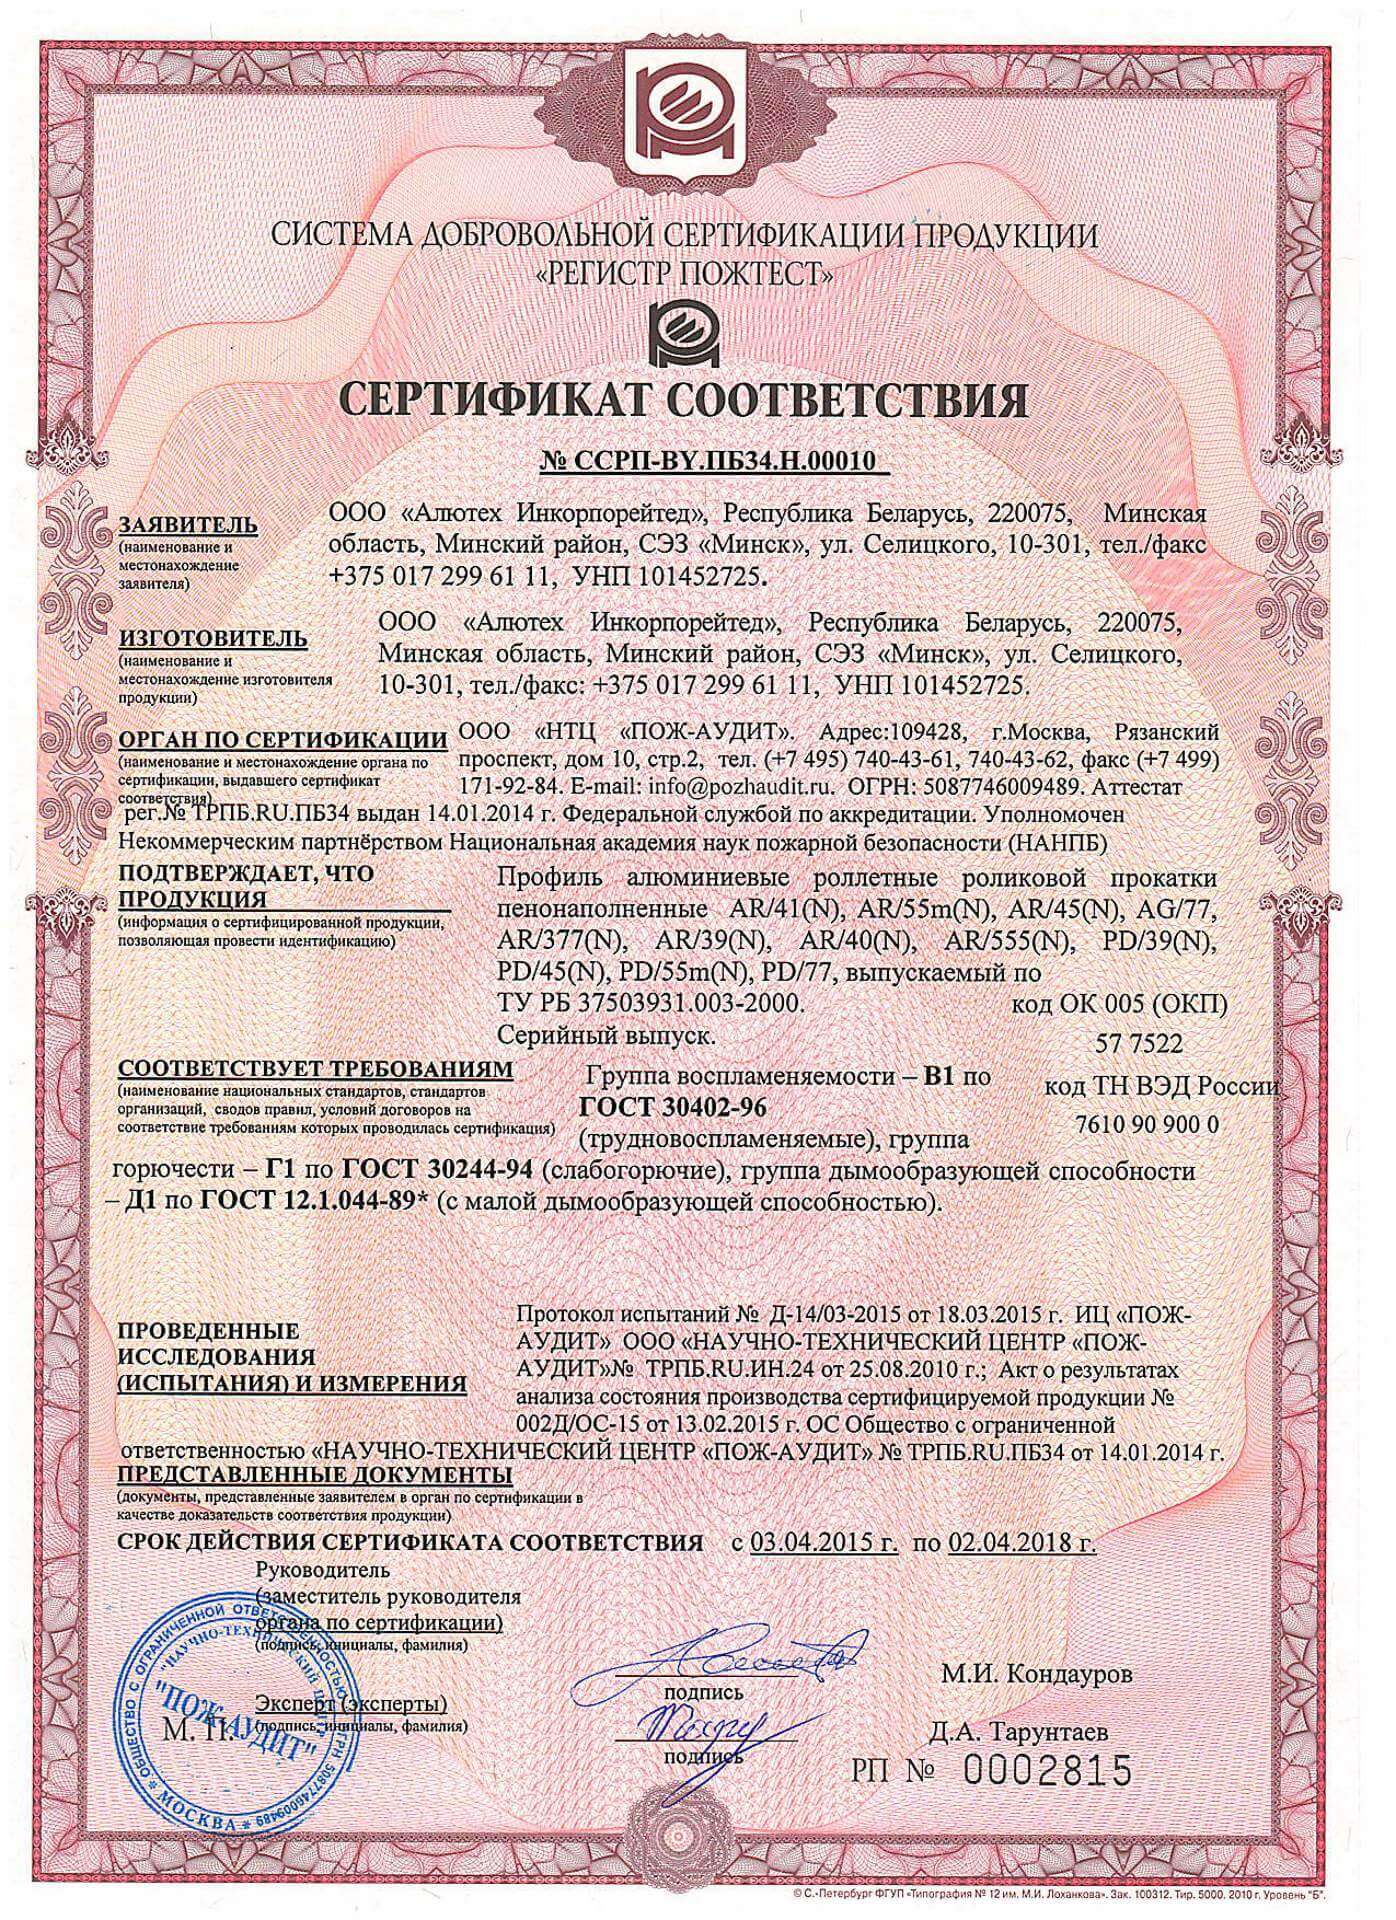 СИСТЕМА ДОБРОВОЛЬНОЙ СЕРТИФИКАЦИИ ПРОДУКЦИИ
«РЕГИСТР ПОЖТЕСТ»
СЕРТИФИКАТ СООТВЕТСТВИЯ
№ ССРП-BY.ПБ34.Н.00010
ЗАЯВИТЕЛЬ
(наименование и
местонахождение
заявителя)
ООО «Алютех Инкорпорейтед», Республика Беларусь, 220075, Минская
область, Минский район, СЭЗ «Минск», ул. Селицкого, 10-301, тел./факс
+375 017 299 61 11, УНП 101452725.
ИЗГОТОВИТЕЛЬ
(наименование и
местонахождение изготовителя
продукции)
ООО «Алютех Инкорпорейтед», Республика Беларусь, 220075,
Минская область, Минский район, СЭЗ «Минск», ул. Селицкого,
10-301, тел./факс: +375 017 299 61 11, УНП 101452725.
ОРГАН ПО СЕРТИФИКАЦИИ
(наименование и местонахождение органа по
сертификации, выдавшего сертификат
соответствия)
ООО «НТЦ «ПОЖ-АУДИТ». Адрес:109428, г.Москва, Рязанский
проспект, дом 10, стр.2, тел. (+7 495) 740-43-61, 740-43-62, факс (+7 499)
171-92-84. E-mail: info@pozhaudit.ru. ОГРН: 5087746009489. Аттестат
рег.№ ТРПБ.RU.ПБ34 выдан 14.01.2014 г. Федеральной службой по аккредитации. Уполномочен
Некоммерческим партнёрством Национальная академия наук пожарной безопасности (НАНПБ)
ПОДТВЕРЖДАЕТ, ЧТО
ПРОДУКЦИЯ
(информация о сертифицированной продукции,
позволяющая провести идентификацию)
Профиль алюминиевые роллетные роликовой прокатки
пенонаполненные AR/41(N), AR/55m(N), AR/45(N), AG/77,
AR/377(N), AR/39(N), AR/40(N), AR/555(N), PD/39(N),
PD/45(N), PD/55m(N), PD/77, выпускаемый по
ТУ РБ 37503931.003-2000.
Серийный выпуск.
код ОК 005 (ОКП)
57 7522
СООТВЕТСТВУЕТ ТРЕБОВАНИЯМ
(наименование национальных стандартов, стандартов
организаций, сводов правил, условий договоров на
соответствие требованиям которых проводилась сертификация)
код ТН ВЭД России
7610 90 900 0
Группа воспламеняемости – В1 по
ГОСТ 30402-96
(трудновоспламеняемые), группа
горючести – Г1 по ГОСТ 30244-94 (слабогорючие), группа дымообразующей способности
– Д1 по ГОСТ 12.1.044-89* (с малой дымообразующей способностью).
ПРОВЕДЕННЫЕ
ИССЛЕДОВАНИЯ
(ИСПЫТАНИЯ) И ИЗМЕРЕНИЯ
Протокол испытаний № Д-14/03-2015 от 18.03.2015 г. ИЦ «ПОЖ-
АУДИТ» ООО «НАУЧНО-ТЕХНИЧЕСКИЙ ЦЕНТР «ПОЖ-
АУДИТ»№ ТРПБ.RU.ИН.24 от 25.08.2010 г.; Акт о результатах
анализа состояния производства сертифицируемой продукции №
002Д/ОС-15 от 13.02.2015 г. ОС Общество с ограниченной
ответственностью «НАУЧНО-ТЕХНИЧЕСКИЙ ЦЕНТР «ПОЖ-АУДИТ» № ТРПБ.RU.ПБ34 от 14.01.2014 г.
ПРЕДСТАВЛЕННЫЕ ДОКУМЕНТЫ
(документы, представленные заявителем в орган по сертификации в
качестве доказательств соответствия продукции)
СРОК ДЕЙСТВИЯ СЕРТИФИКАТА СООТВЕТСТВИЯ с 03.04.2015 г. по 02.04.2018 г.
Руководитель
(заместитель руководителя
органа по сертификации)
(подпись, инициалы, фамилия)
подпись
М.И. Кондауров
Эксперт (эксперты)
(подпись, инициалы, фамилия)
М. П.
подпись
Д.А. Тарунтаев
РП № 0002815
ОБЩЕСТВО С ОГРАНИЧЕННОЙ ОТВЕТСТВЕННОСТЬЮ * ОГРН 5087746009489 * МОСКВА *
"НАУЧНО-ТЕХНИЧЕСКИЙ ЦЕНТР
"ПОЖ-АУДИТ"
© С.-Петербург ФГУП «Типография № 12 им. М.И. Лоханкова». Зак. 100312. Тир. 5000. 2010 г. Уровень "Б".